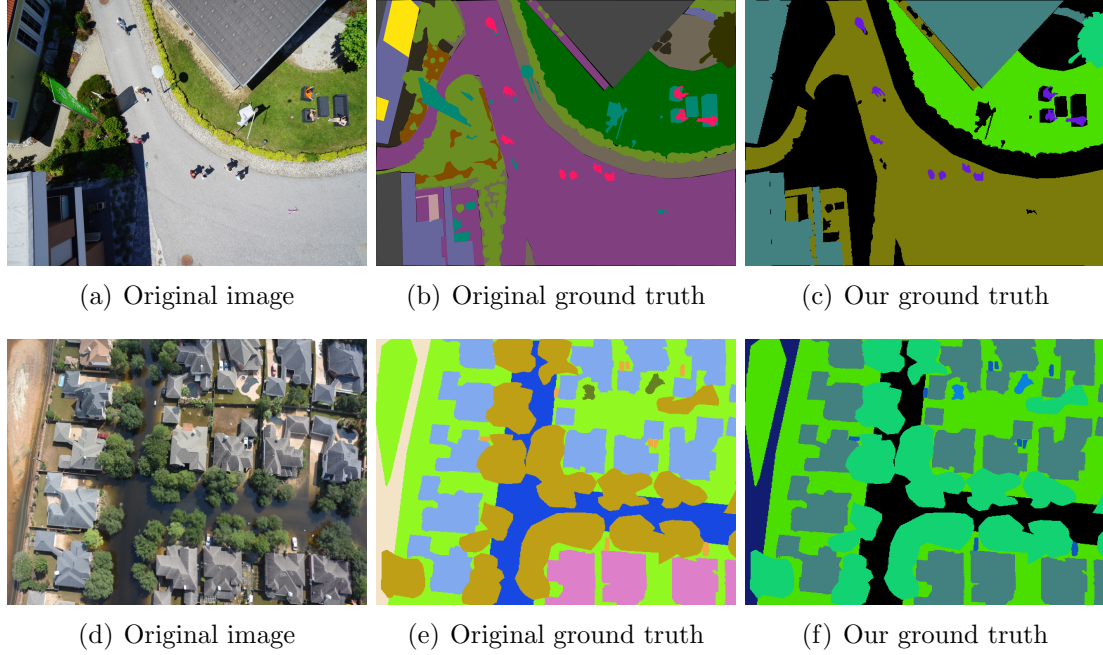 (a) Original image
(b) Original ground truth
(c) Our ground truth
(d) Original image
(e) Original ground truth
(f) Our ground truth